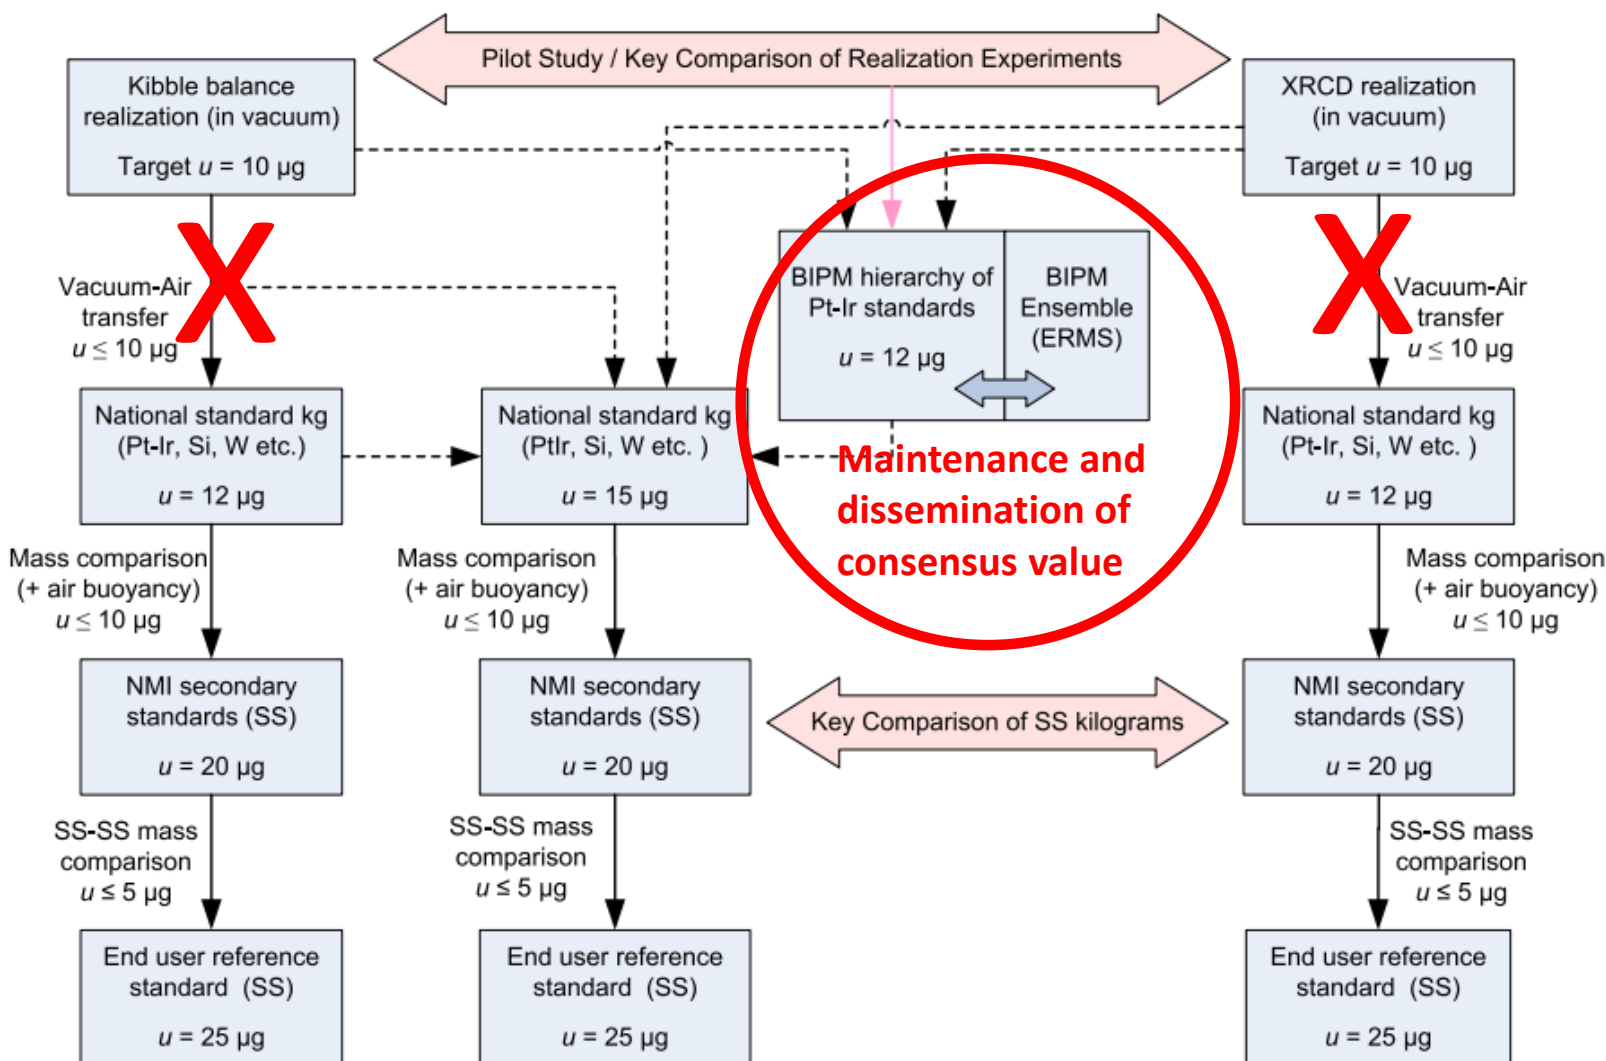 Pilot Study / Key Comparison of Realization Experiments
Kibble balance
realization (in vacuum)
Target u = 10 µg
XRCD realization
(in vacuum)
Target u = 10 µg
X
X
Vacuum-Air
transfer
u ≤ 10 µg
BIPM hierarchy of
Pt-Ir standards
u = 12 µg
BIPM
Ensemble
(ERMS)
Vacuum-Air
transfer
u ≤ 10 µg
National standard kg
(Pt-Ir, Si, W etc.)
u = 12 µg
National standard kg
(PtIr, Si, W etc. )
u = 15 µg
Maintenance and
dissemination of
consensus value
National standard kg
(Pt-Ir, Si, W etc. )
u = 12 µg
Mass comparison
(+ air buoyancy)
u ≤ 10 µg
Mass comparison
(+ air buoyancy)
u ≤ 10 µg
Mass comparison
(+ air buoyancy)
u ≤ 10 µg
NMI secondary
standards (SS)
u = 20 µg
NMI secondary
standards (SS)
u = 20 µg
Key Comparison of SS kilograms
NMI secondary
standards (SS)
u = 20 µg
SS-SS mass
comparison
u ≤ 5 µg
SS-SS mass
comparison
u ≤ 5 µg
SS-SS mass
comparison
u ≤ 5 µg
End user reference
standard (SS)
u = 25 µg
End user reference
standard (SS)
u = 25 µg
End user reference
standard (SS)
u = 25 µg